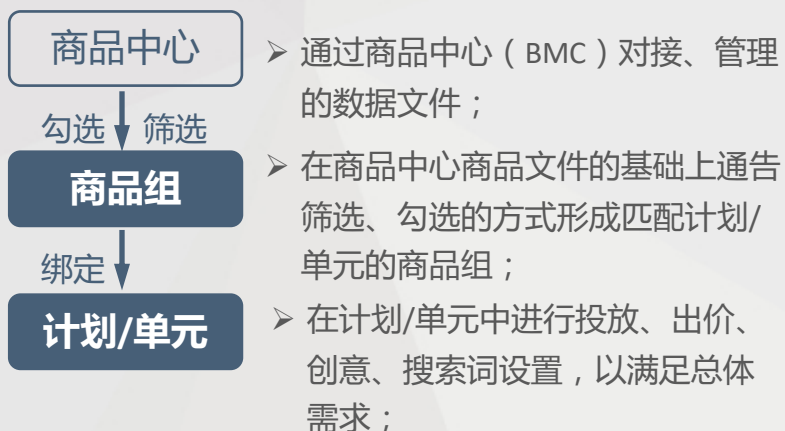 商品中心
➢ 通过商品中心（BMC）对接、管理
的数据文件；
勾选 筛选
商品组
➢ 在商品中心商品文件的基础上通告
筛选、勾选的方式形成匹配计划/
单元的商品组；
绑定
计划/单元
➢ 在计划/单元中进行投放、出价、
创意、搜索词设置，以满足总体
需求；